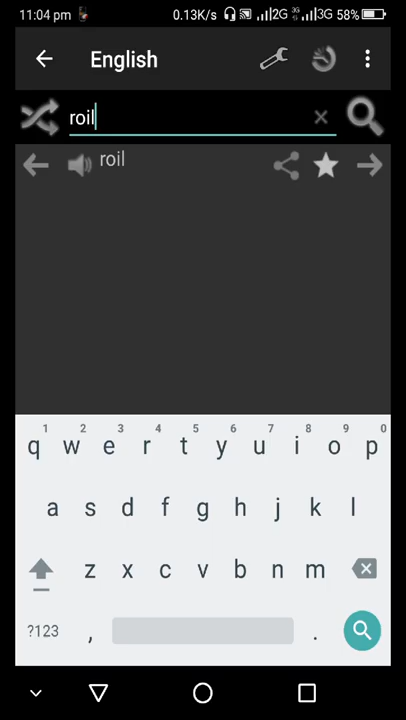 11:04 pm 0.13K/s 2G 3G 3G 58%
English
roil
roil
1 2 3 4 5 6 7 8 9 0
q w e r t y u i o p
a s d f g h j k l
z x c v b n m
?123 , .